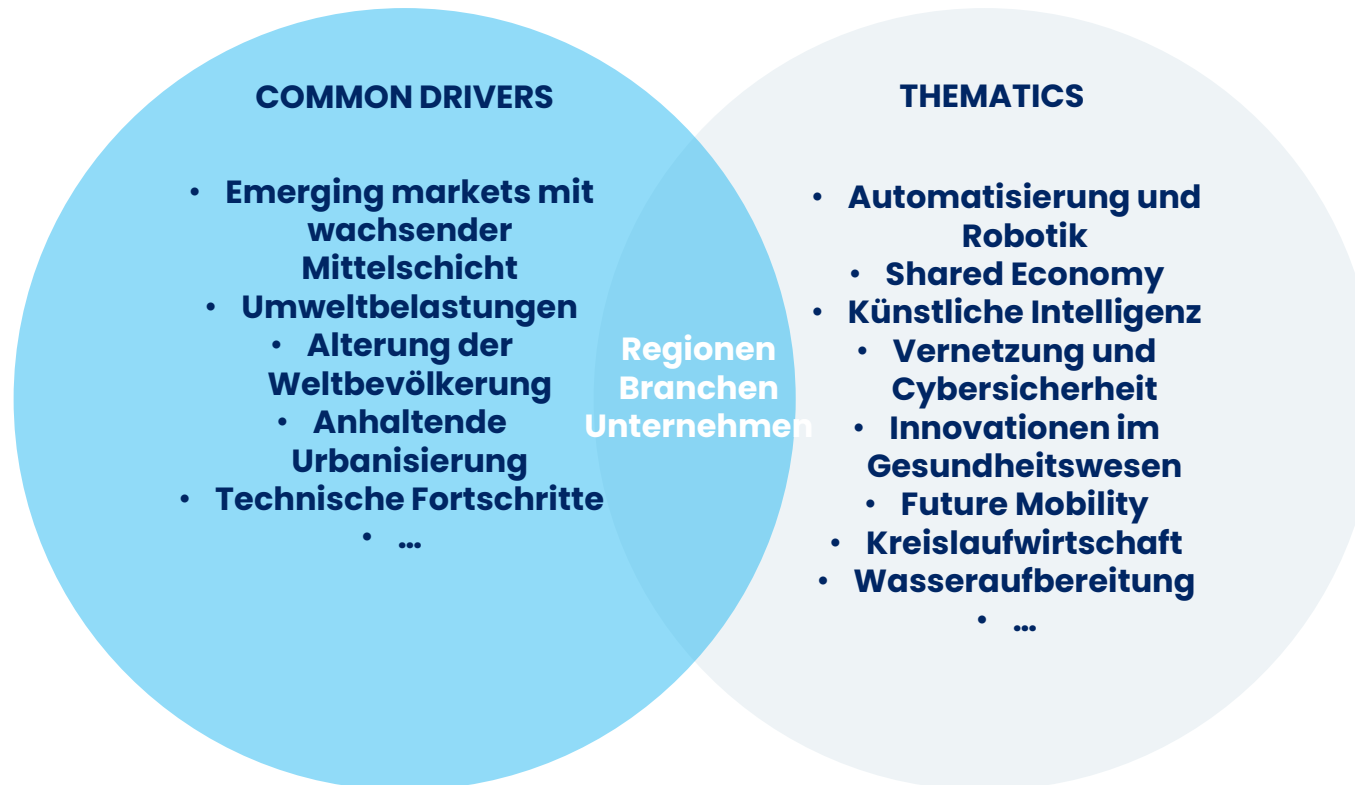 COMMON DRIVERS
• Emerging markets mit
wachsender
Mittelschicht
• Umweltbelastungen
• Alterung der
Weltbevölkerung
• Anhaltende
Urbanisierung
• Technische Fortschritte
• ...
Regionen
Branchen
Unternehmen
THEMATICS
• Automatisierung und
Robotik
• Shared Economy
• Künstliche Intelligenz
• Vernetzung und
Cybersicherheit
• Innovationen im
Gesundheitswesen
• Future Mobility
• Kreislaufwirtschaft
• Wasseraufbereitung
• ...